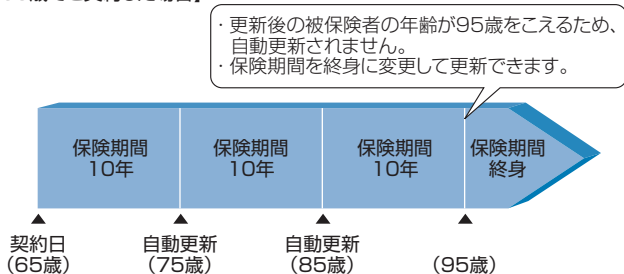 ・更新後の被保険者の年齢が95歳をこえるため、
自動更新されません。
・保険期間を終身に変更して更新できます。
保険期間
10年
保険期間
10年
保険期間
10年
保険期間
終身
契約日
(65歳)
自動更新
(75歳)
自動更新
(85歳)
(95歳)